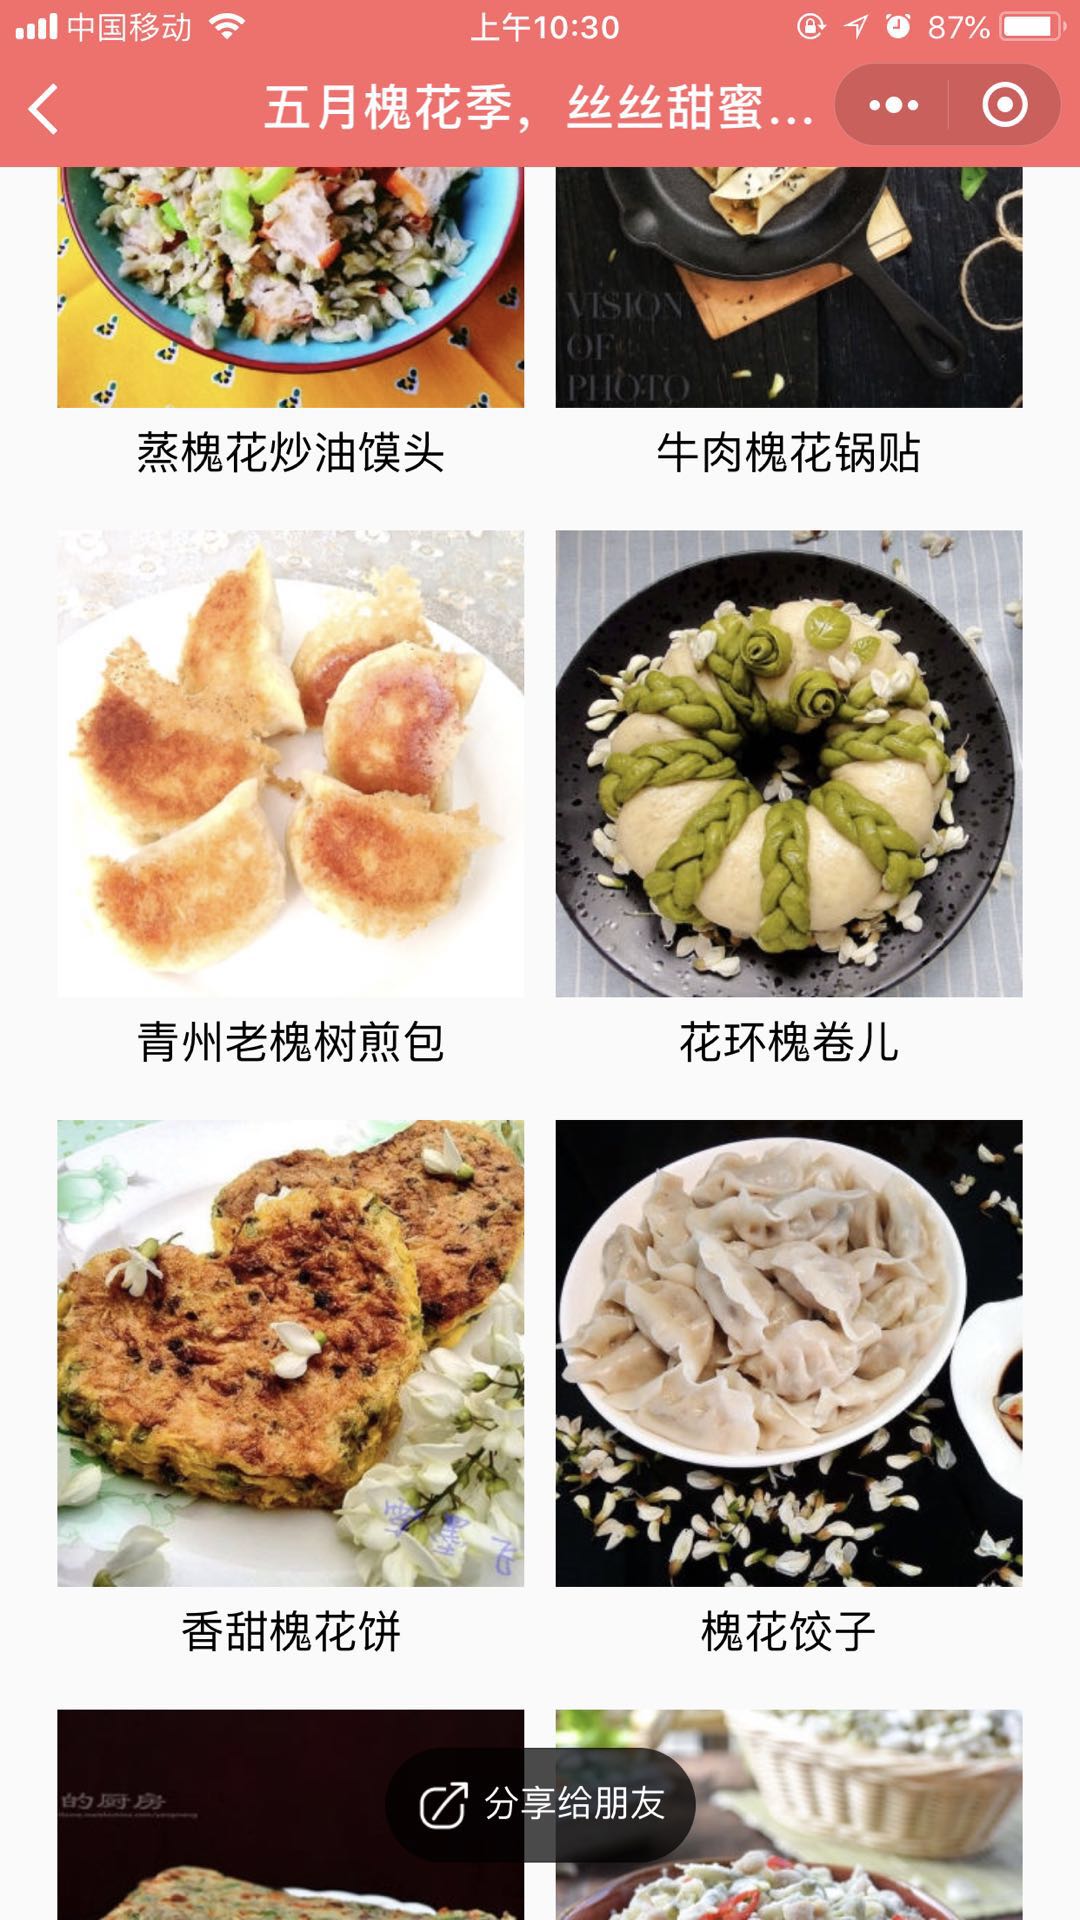 中国移动
上午10:30
87%
五月槐花季，丝丝甜蜜...
VISION
OF
PHOTO
蒸槐花炒油馍头
牛肉槐花锅贴
青州老槐树煎包
花环槐卷儿
香甜槐花饼
槐花饺子
的厨房
分享给朋友